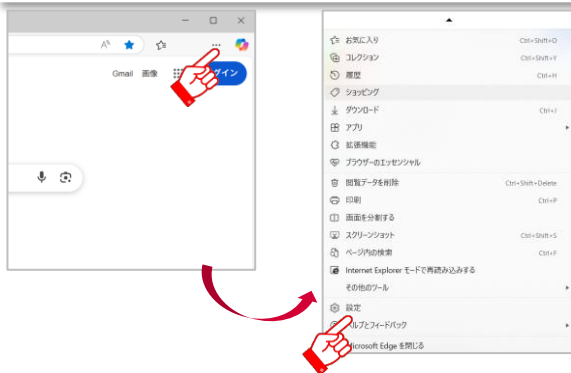 Gmail 画像
グイン
お気に入り Ctrl+Shift+O
コレクション Ctrl+Shift+Y
履歴 Ctrl+H
ショッピング
ダウンロード Ctrl+J
アプリ
拡張機能
ブラウザーのエッセンシャル
閲覧データを削除 Ctrl+Shift+Delete
印刷 Ctrl+P
画面を分割する
スクリーンショット Ctrl+Shift+S
ページ内の検索 Ctrl+F
Internet Explorer モードで再読み込みする
その他のツール
設定
ヘルプとフィードバック
Microsoft Edge を閉じる